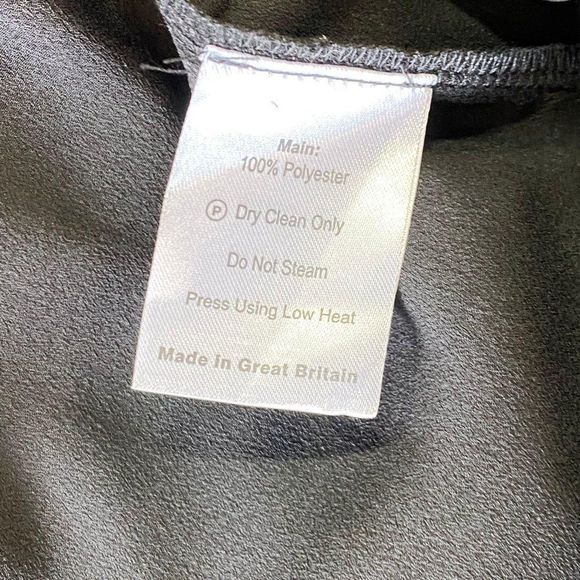 Main:
100% Polyester
P Dry Clean Only
Do Not Steam
Press Using Low Heat
Made In Great Britain